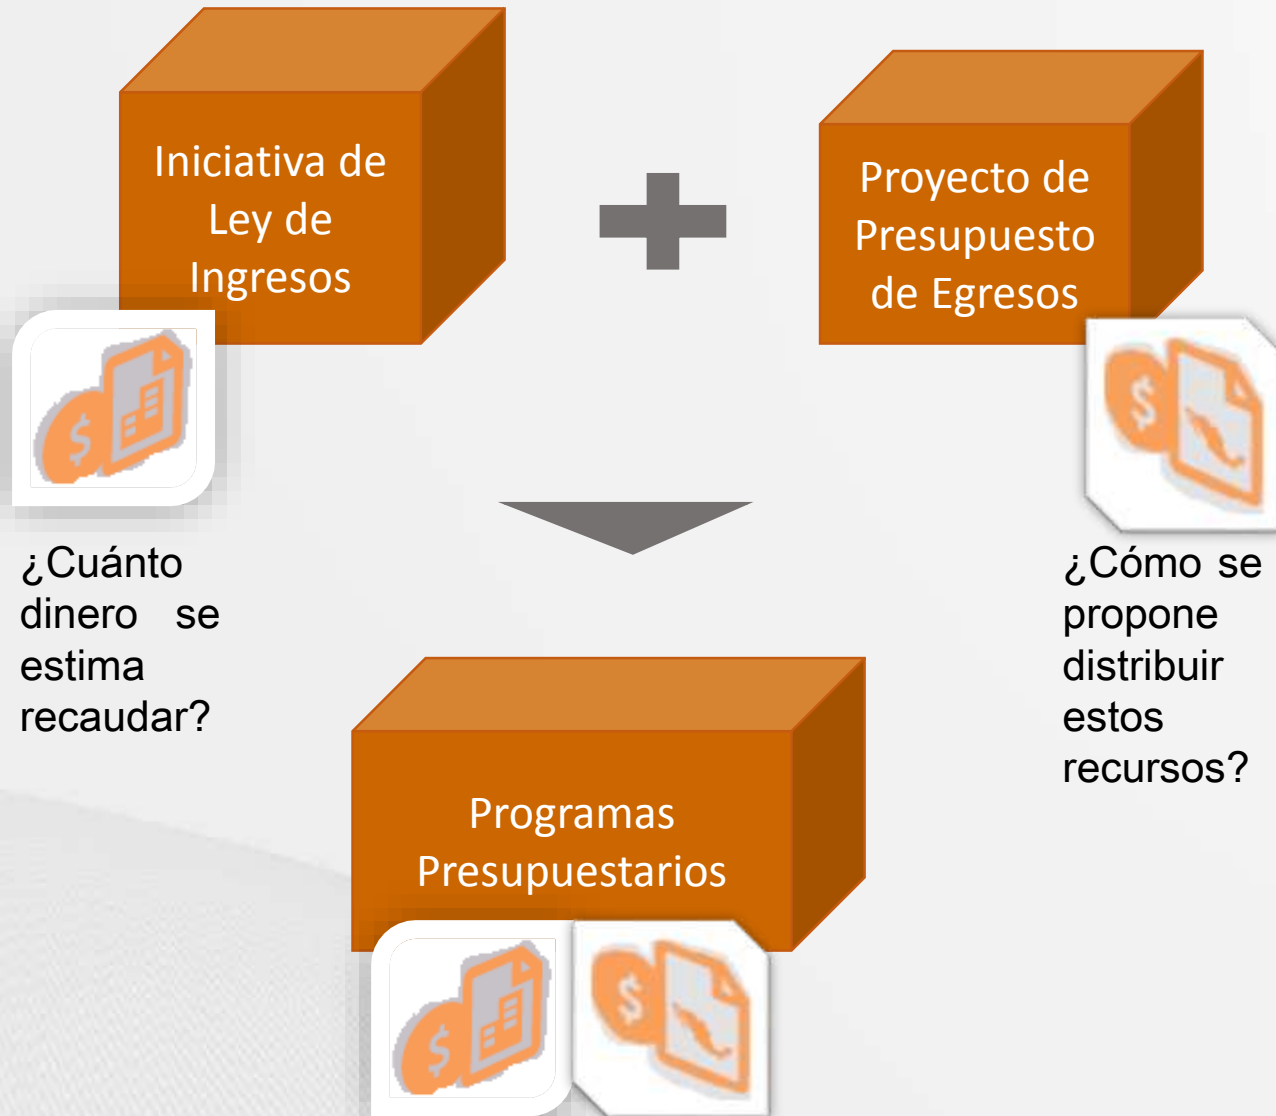 Iniciativa de
Ley de
Ingresos
Proyecto de
Presupuesto
de Egresos
$
$
¿Cuánto
dinero se
estima
recaudar?
¿Cómo se
propone
distribuir
estos
recursos?
Programas
Presupuestarios
$
$